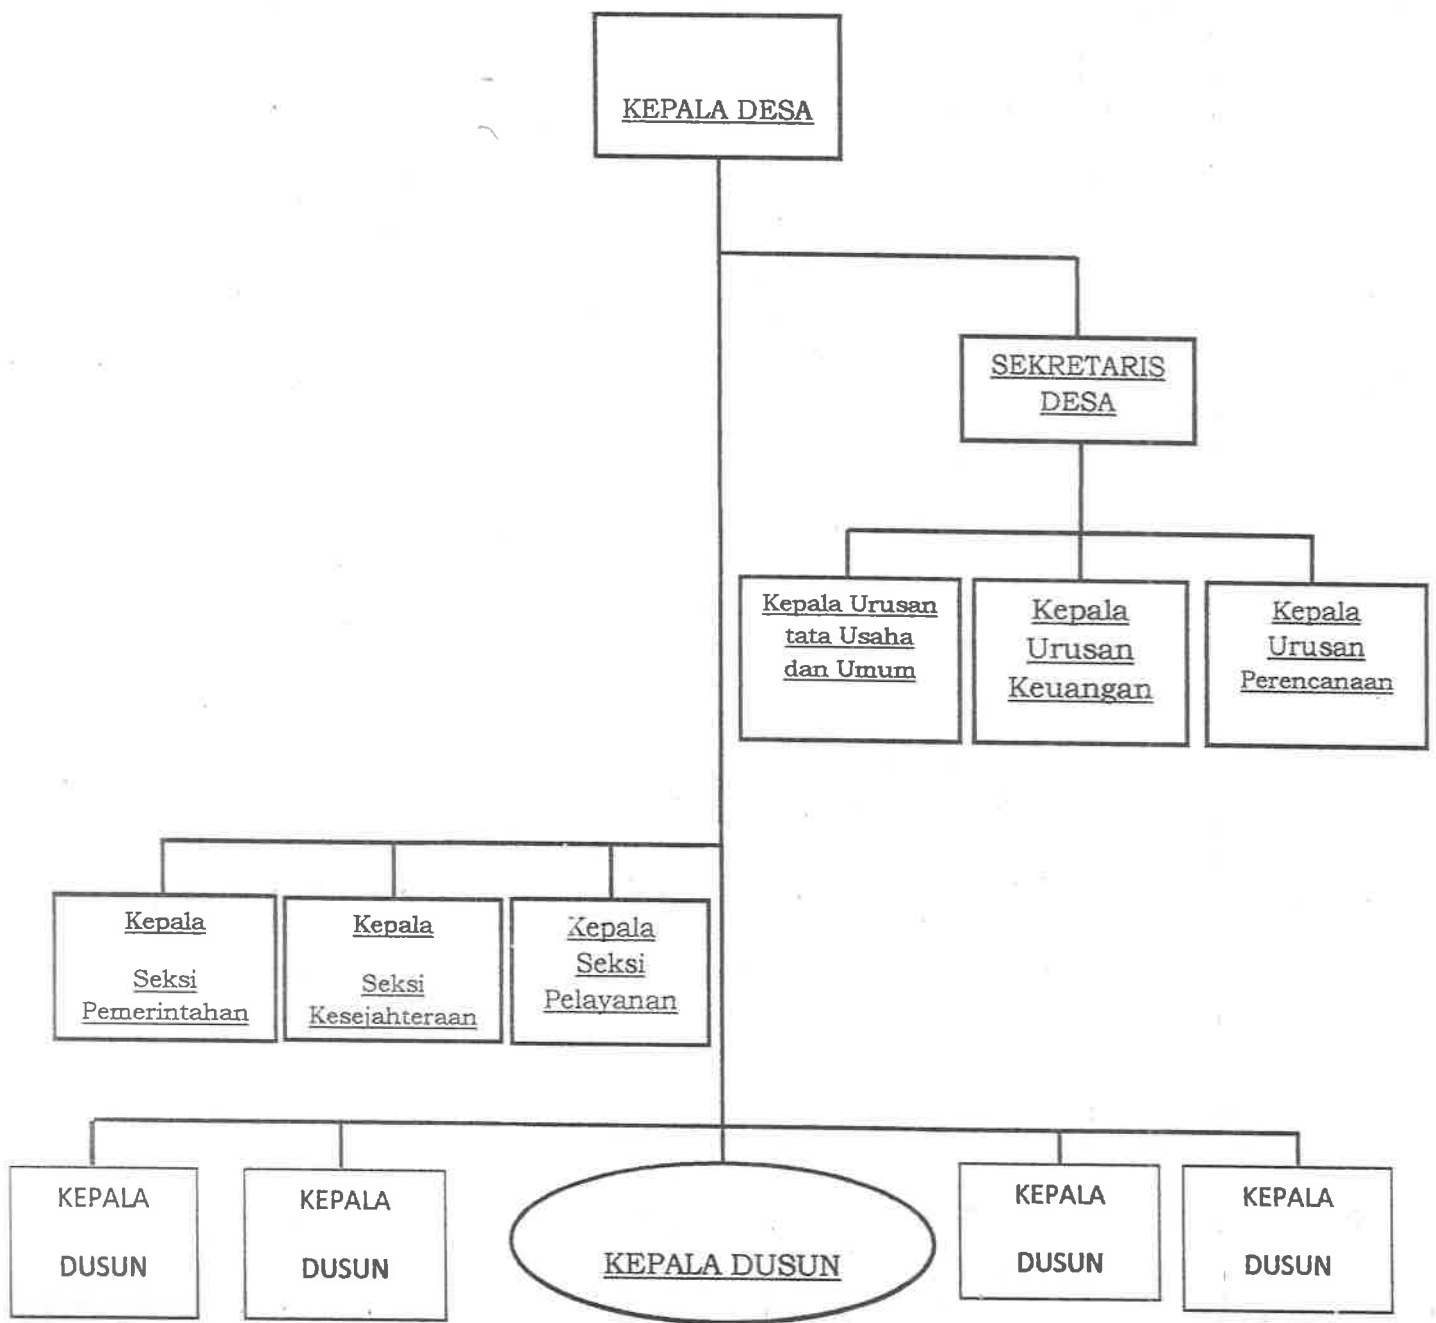 KEPALA DESA
SEKRETARIS
DESA
Kepala Urusan
tata Usaha
dan Umum
Kepala
Urusan
Keuangan
Kepala
Urusan
Perencanaan
Kepala
Seksi
Pemerintahan
Kepala
Seksi
Kesejahteraan
Kepala
Seksi
Pelayanan
KEPALA
DUSUN
KEPALA
DUSUN
KEPALA DUSUN
KEPALA
DUSUN
KEPALA
DUSUN